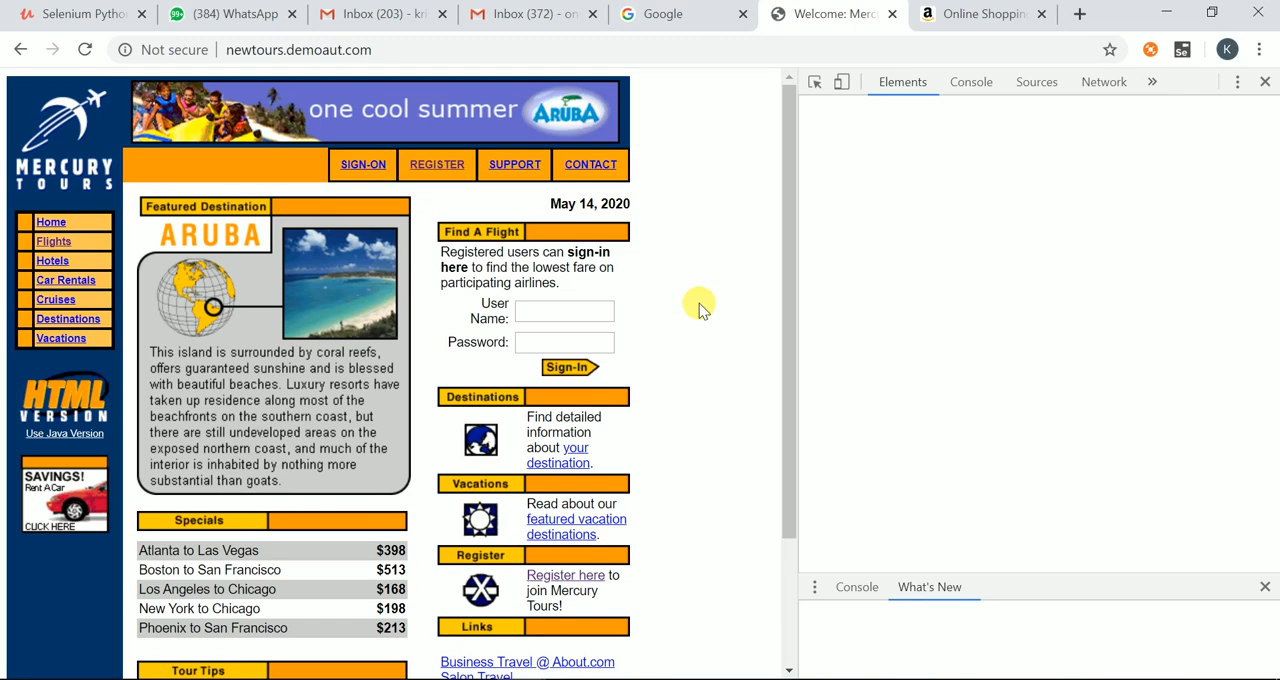 Selenium Pytho
(384) WhatsApp
Inbox (203) - kri
Inbox (372) - on
Google
Welcome: Merc
Online Shoppin
Not secure
newtours.demoaut.com
Se
K
one cool summer
ARUBA
MERCURY
TOURS
SIGN-ON
REGISTER
SUPPORT
CONTACT
Home
Flights
Hotels
Car Rentals
Cruises
Destinations
Vacations
HTML
VERSION
Use Java Version
SAVINGS!
Rent A Car
CLICK HERE
Featured Destination
ARUBA
This island is surrounded by coral reefs,
offers guaranteed sunshine and is blessed
with beautiful beaches. Luxury resorts have
taken up residence along most of the
beachfronts on the southern coast, but
there are still undeveloped areas on the
exposed northern coast, and much of the
interior is inhabited by nothing more
substantial than goats.
Specials
Atlanta to Las Vegas $398
Boston to San Francisco $513
Los Angeles to Chicago $168
New York to Chicago $198
Phoenix to San Francisco $213
Tour Tips
May 14, 2020
Find A Flight
Registered users can sign-in
here to find the lowest fare on
participating airlines.
User
Name:
Password:
Sign-In
Destinations
Find detailed
information
about your
destination.
Vacations
Read about our
featured vacation
destinations.
Register
Register here to
join Mercury
Tours!
Links
Business Travel @ About.com
Salon Travel
Elements
Console
Sources
Network
Console
What's New